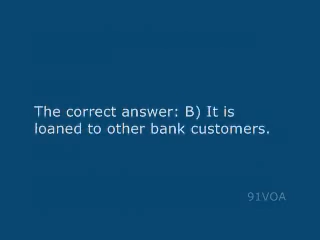 The correct answer: B) It is
loaned to other bank customers.
91VOA